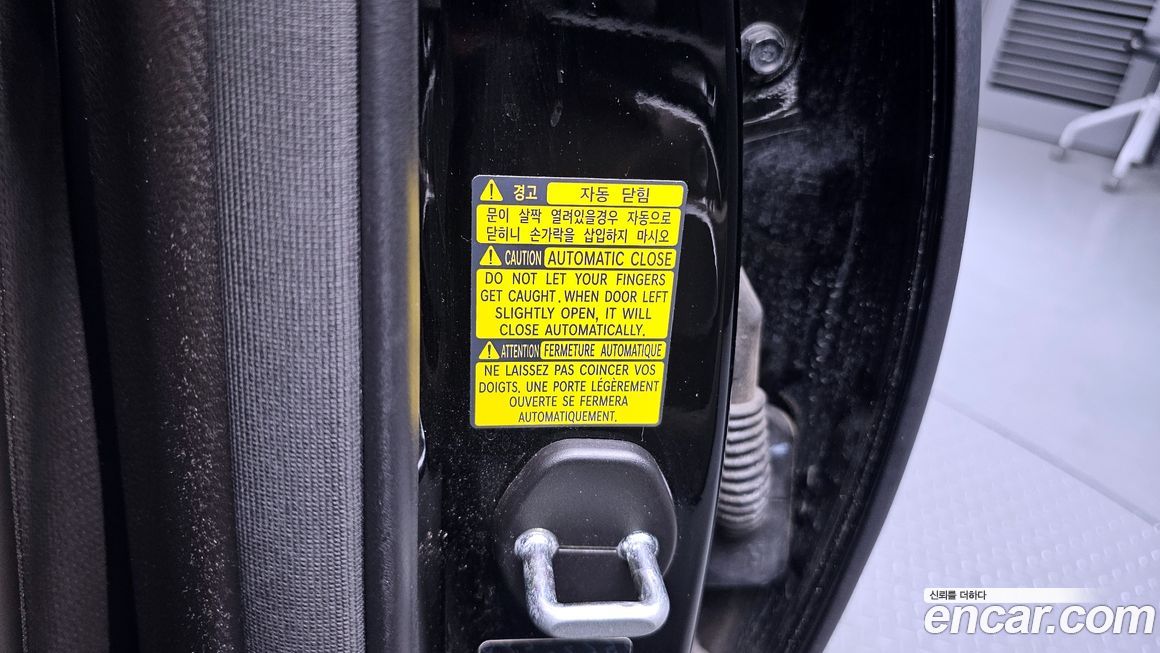 경고 자동 닫힘
문이 살짝 열려있을경우 자동으로
닫히니 손가락을 삽입하지 마시오
CAUTION AUTOMATIC CLOSE
DO NOT LET YOUR FINGERS
GET CAUGHT. WHEN DOOR LEFT
SLIGHTLY OPEN, IT WILL
CLOSE AUTOMATICALLY.
ATTENTION FERMETURE AUTOMATIQUE
NE LAISSEZ PAS COINCER VOS
DOIGTS. UNE PORTE LÉGÈREMENT
OUVERTE SE FERMERA
AUTOMATIQUEMENT.
신뢰를 더하다
encar.com